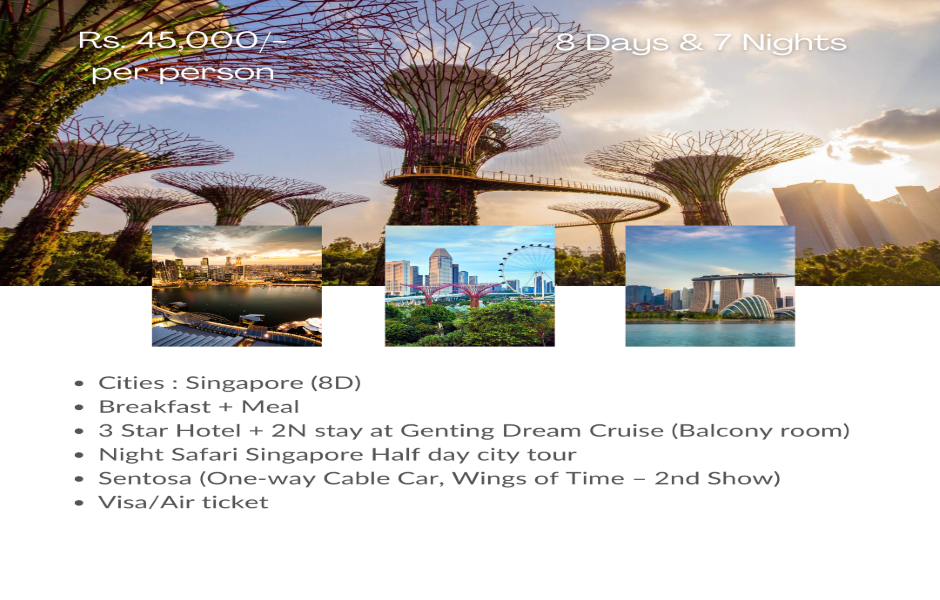 Rs. 45,000/-
per person
8 Days & 7 Nights
• Cities : Singapore (8D)
• Breakfast + Meal
• 3 Star Hotel + 2N stay at Genting Dream Cruise (Balcony room)
• Night Safari Singapore Half day city tour
• Sentosa (One-way Cable Car, Wings of Time – 2nd Show)
• Visa/Air ticket